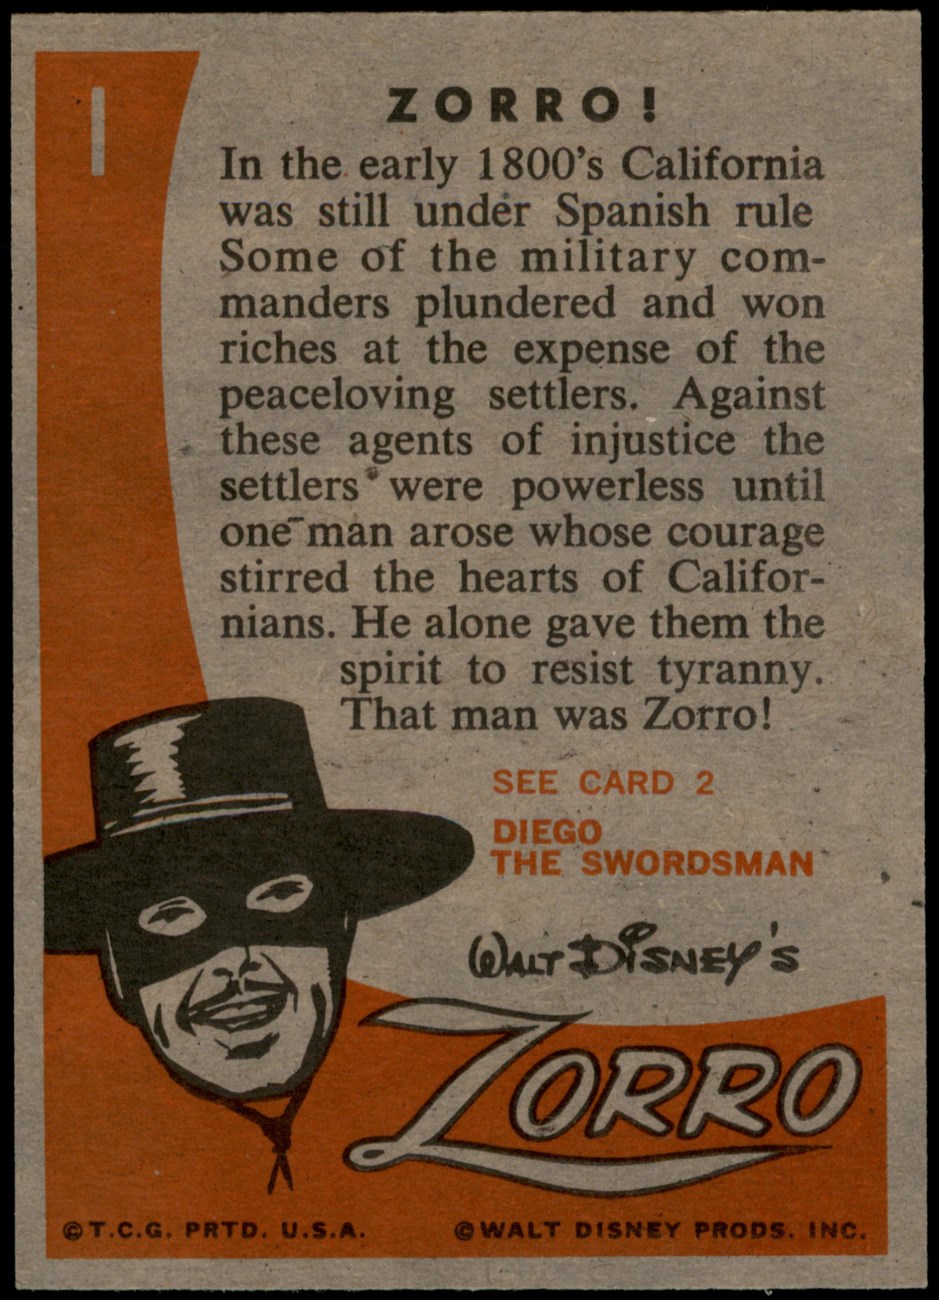 1
ZORRO!
In the early 1800's California
was still under Spanish rule
Some of the military com-
manders plundered and won
riches at the expense of the
peaceloving settlers. Against
these agents of injustice the
settlers were powerless until
one man arose whose courage
stirred the hearts of Califor-
nians. He alone gave them the
spirit to resist tyranny.
That man was Zorro!
SEE CARD 2
DIEGO
THE SWORDSMAN
WALT DISNEY'S
ZORRO
©T.C.G. PRTD. U.S.A.
©WALT DISNEY PRODS. INC.